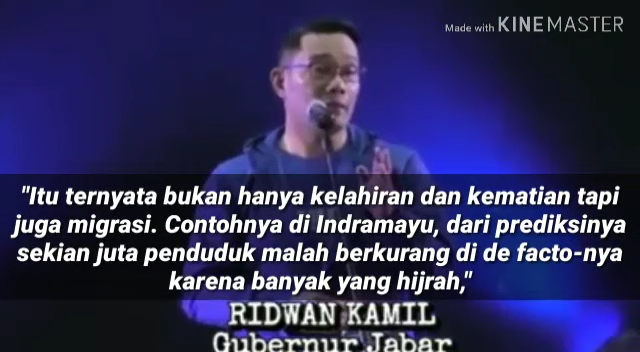 Made with KINEMASTER
"Itu ternyata bukan hanya kelahiran dan kematian tapi
juga migrasi. Contohnya di Indramayu, dari prediksinya
sekian juta penduduk malah berkurang di de facto-nya
karena banyak yang hijrah,"
RIDWAN KAMIL
Gubernur Jabar